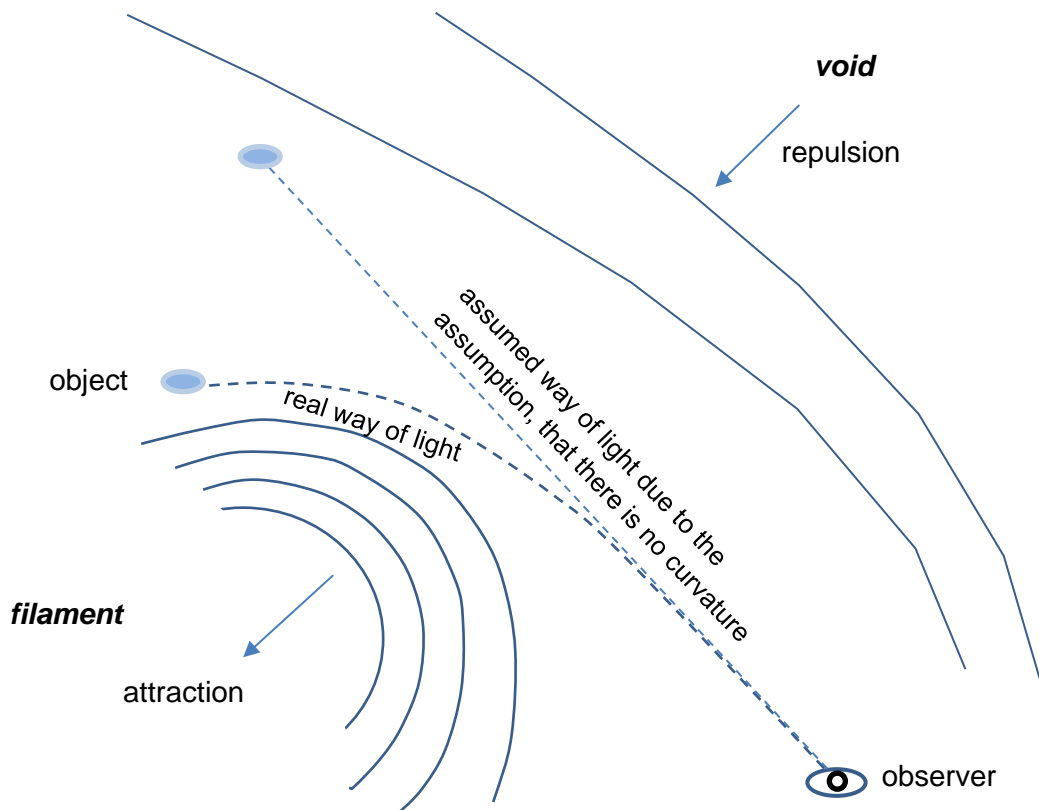 void
repulsion
assumed way of light due to the
assumption, that there is no curvature
object
real way of light
filament
attraction
observer